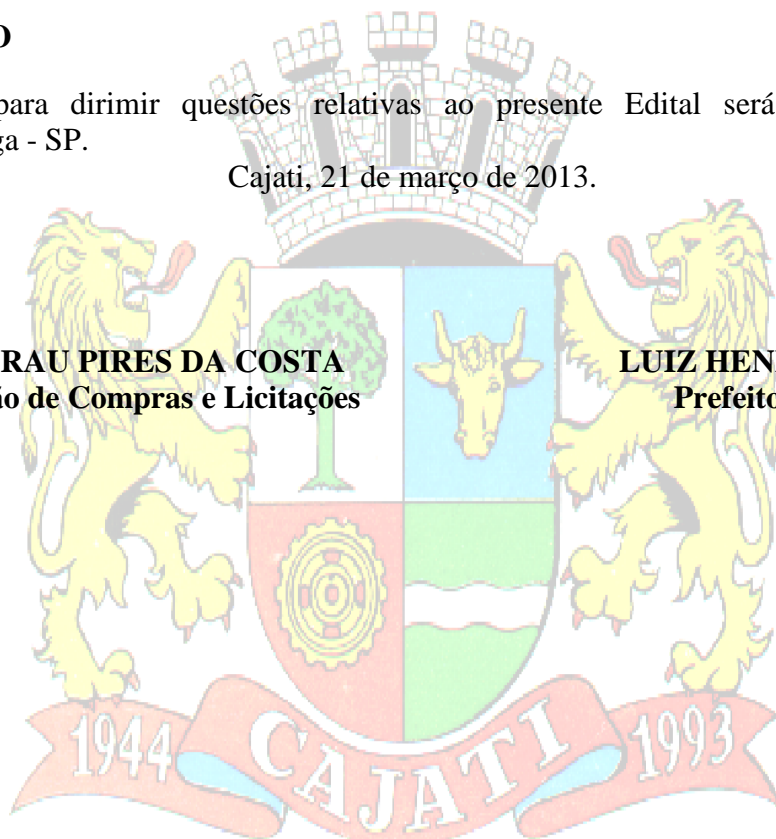 O
para dirimir questões relativas ao presente Edital será
ga - SP.
Cajati, 21 de março de 2013.
RAU PIRES DA COSTA
LUIZ HEN
ão de Compras e Licitações
Prefeito
1944
CAJATI
1993